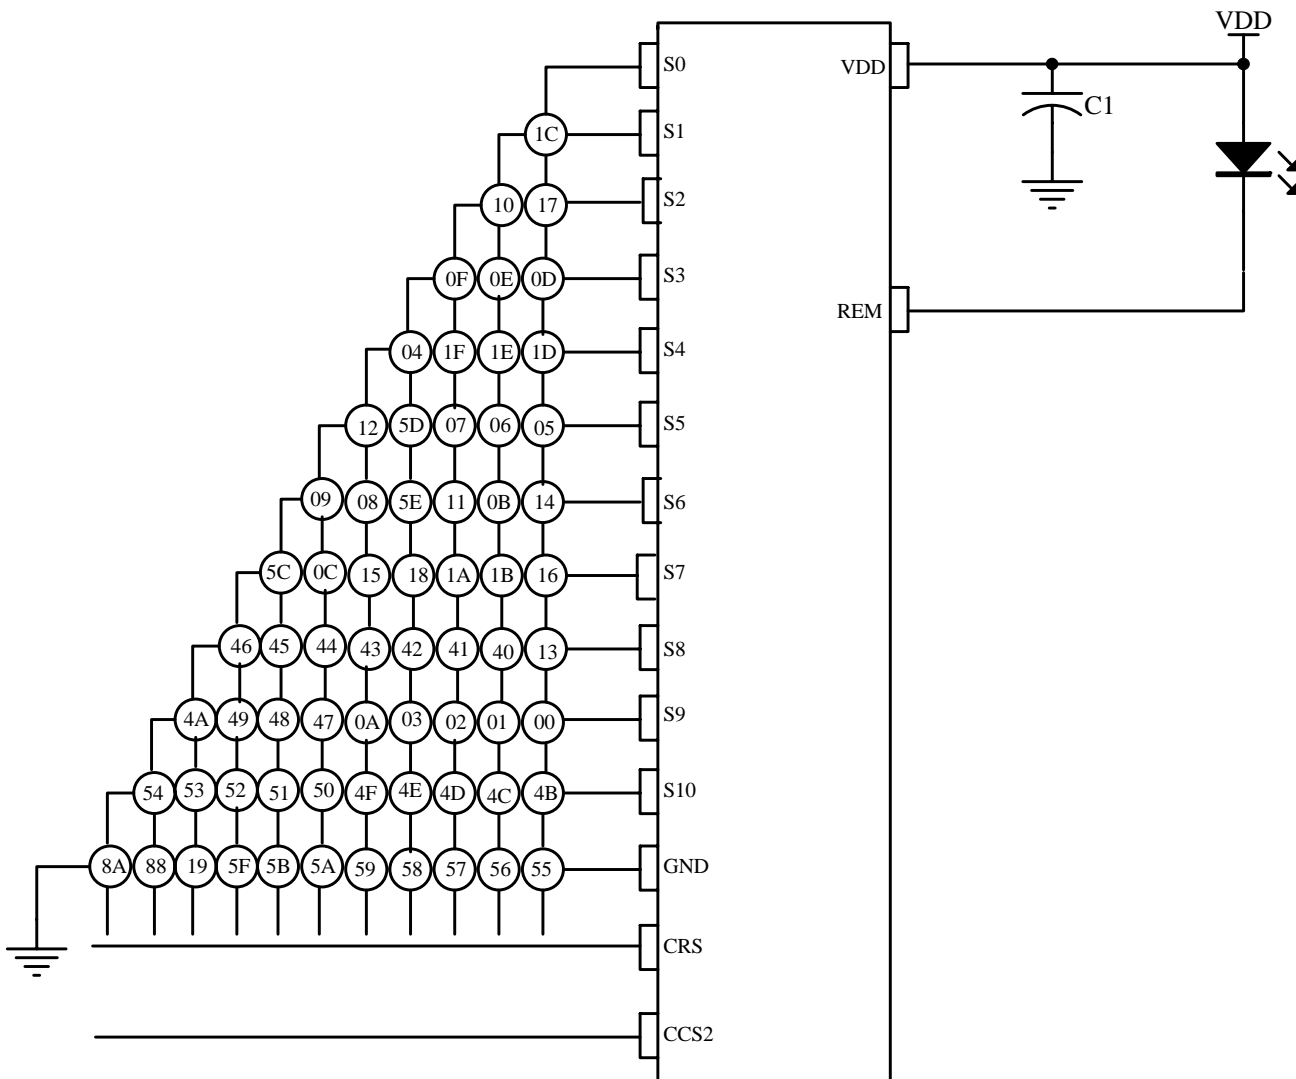 VDD
S0 VDD
C1
1C S1
10 17 S2
0F 0E 0D S3
REM
04 1F 1E 1D S4
12 5D 07 06 05 S5
09 08 5E 11 0B 14 S6
5C 0C 15 18 1A 1B 16 S7
46 45 44 43 42 41 40 13 S8
4A 49 48 47 0A 03 02 01 00 S9
54 53 52 51 50 4F 4E 4D 4C 4B S10
8A 88 19 5F 5B 5A 59 58 57 56 55 GND
CRS
CCS2